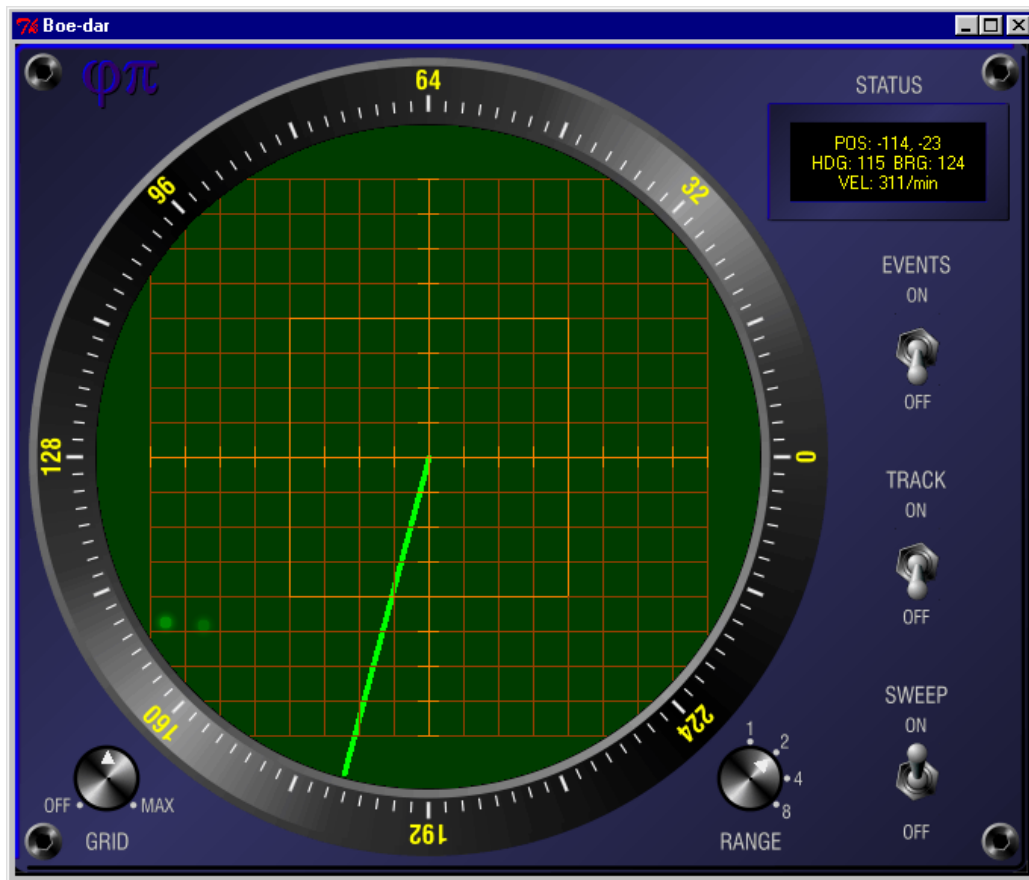 Boe-dar
φπ
STATUS
POS: -114, -23
HDG: 115 BRG: 124
VEL: 311/min
64
32
0
224
192
160
128
96
EVENTS
ON
OFF
TRACK
ON
OFF
SWEEP
ON
OFF
OFF
MAX
GRID
1
2
4
8
RANGE